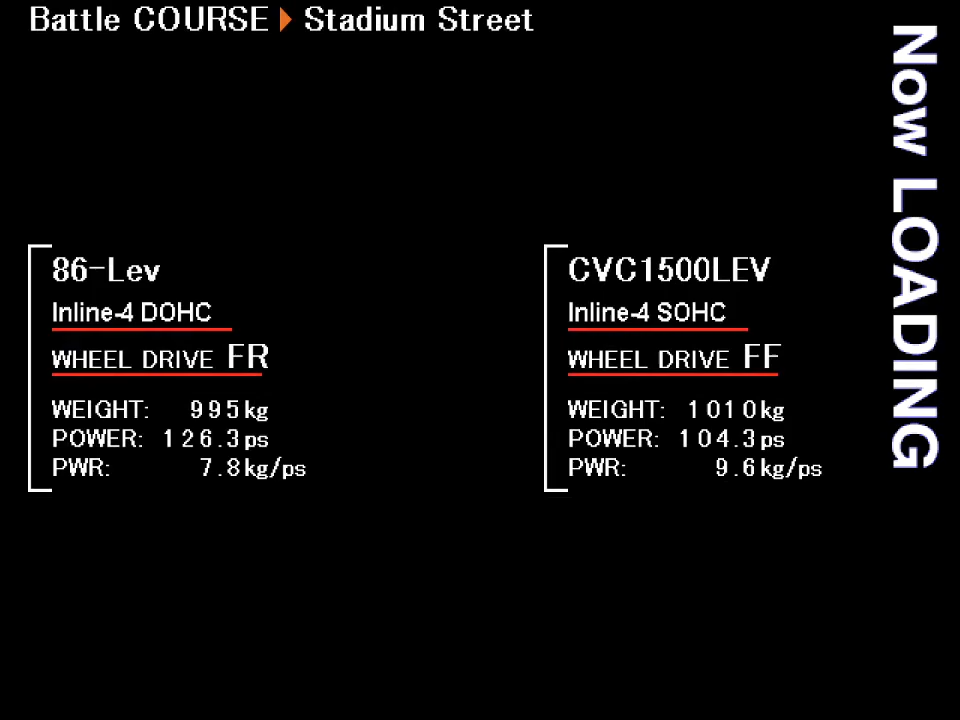 Battle COURSE Stadium Street
Now LOADING
86-Lev
Inline-4 DOHC
WHEEL DRIVE FR
WEIGHT: 995kg
POWER: 126.3ps
PWR: 7.8kg/ps
CVC1500LEV
Inline-4 SOHC
WHEEL DRIVE FF
WEIGHT: 1010kg
POWER: 104.3ps
PWR: 9.6kg/ps